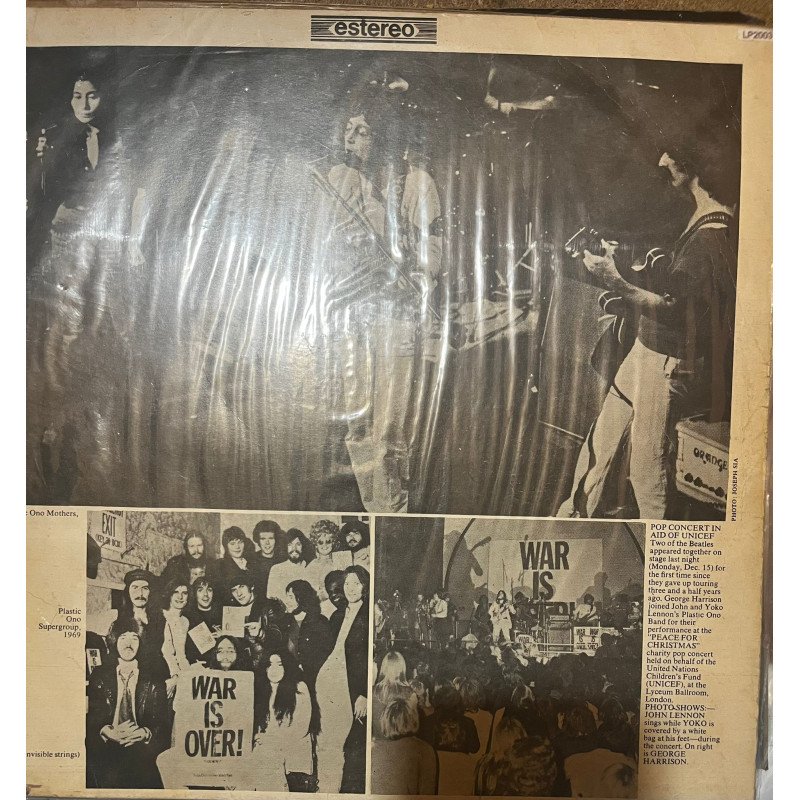 estereo
LP2003
ORANGE
PHOTO: JOSEPH SIA
: Ono Mothers,
Plastic
Ono
Supergroup,
1969
nvisible strings)
EXIT
WAR
IS
OVER!
WAR
IS
POP CONCERT IN
AID OF UNICEF
Two of the Beatles
appeared together on
stage last night
(Monday, Dec. 15) for
the first time since
they gave up touring
three and a half years
ago. George Harrison
joined John and Yoko
Lennon's Plastic Ono
Band for their
performance at the
"PEACE FOR
CHRISTMAS"
charity pop concert
held on behalf of the
United Nations
Children's Fund
(UNICEF), at the
Lyceum Ballroom,
London.
PHOTO-SHOWS:—
JOHN LENNON
sings while YOKO is
covered by a white
bag at his feet—during
the concert. On right
is GEORGE
HARRISON.